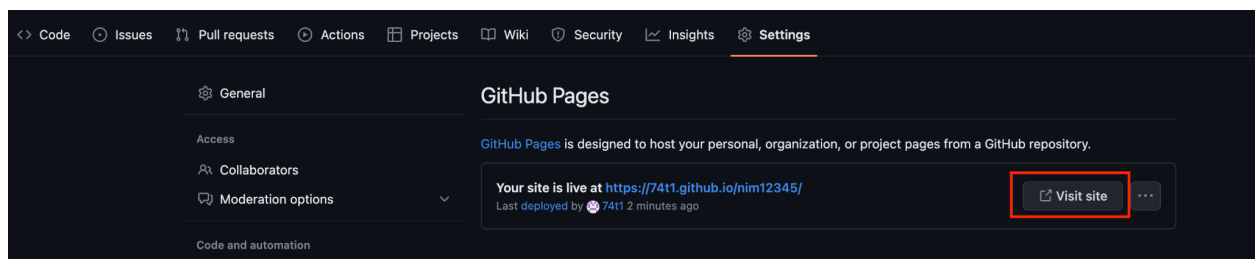 Code Issues Pull requests Actions Projects Wiki Security Insights Settings
General
Access
Collaborators
Moderation options
Code and automation
GitHub Pages
GitHub Pages is designed to host your personal, organization, or project pages from a GitHub repository.
Your site is live at https://74t1.github.io/nim12345/
Last deployed by 74t1 2 minutes ago
Visit site